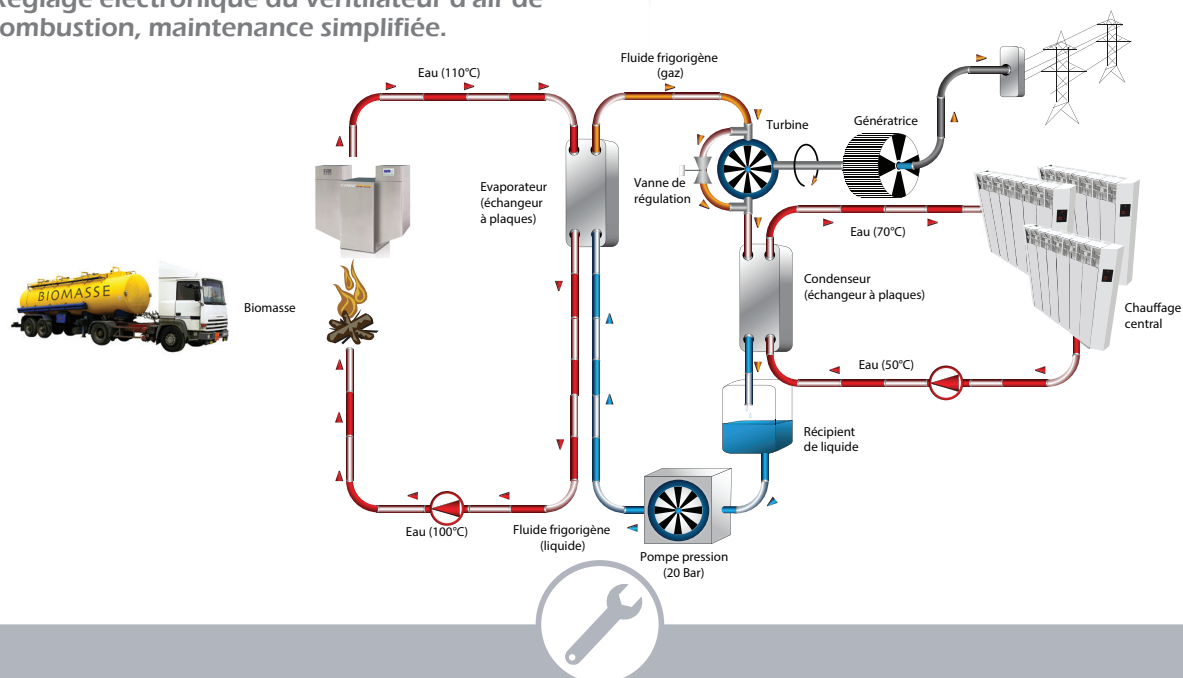 Réglage électronique du ventilateur d'air de
combustion, maintenance simplifiée.
Eau (110°C)
Fluide frigorigène
(gaz)
Turbine
Génératrice
Evaporateur
(échangeur
à plaques)
Vanne de
régulation
Eau (70°C)
Condenseur
(échangeur à plaques)
BIOMASSE
Biomasse
Chauffage
central
Eau (50°C)
Récipient
de liquide
Eau (100°C)
Fluide frigorigène
(liquide)
Pompe pression
(20 Bar)